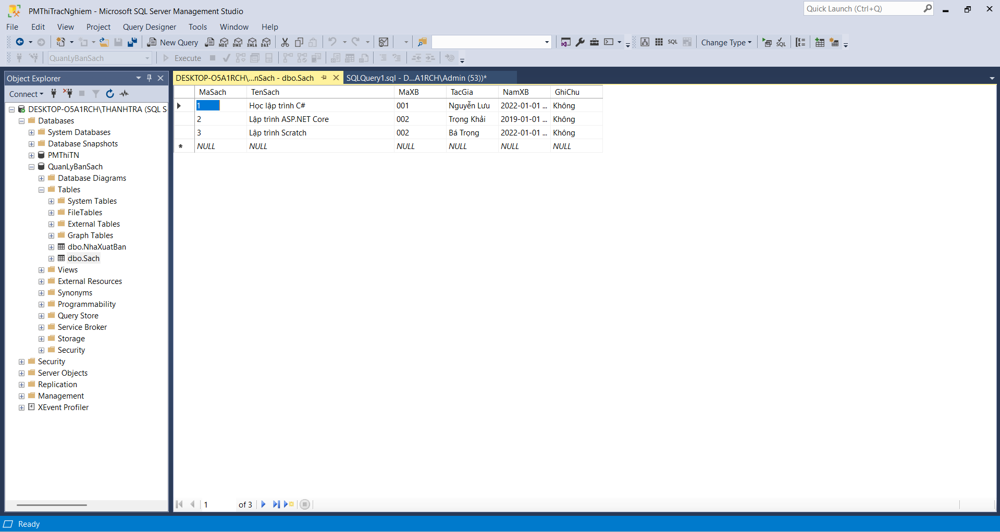 PMThiTracNghiem - Microsoft SQL Server Management Studio
Quick Launch (Ctrl+Q)
File Edit View Project Query Designer Tools Window Help
New Query MDX DMX XMLA DAX SQL Change Type SQL
QuanLyBanSach Execute
Object Explorer
Connect
DESKTOP-O5A1RCH\THANHTRA (SQL S
Databases
System Databases
Database Snapshots
PMThiTN
QuanLyBanSach
Database Diagrams
Tables
System Tables
FileTables
External Tables
Graph Tables
dbo.NhaXuatBan
dbo.Sach
Views
External Resources
Synonyms
Programmability
Query Store
Service Broker
Storage
Security
Security
Server Objects
Replication
Management
XEvent Profiler
DESKTOP-O5A1RCH\...nSach - dbo.Sach SQLQuery1.sql - D...A1RCH\Admin (53))*
MaSach TenSach MaXB TacGia NamXB GhiChu
1 Học lập trình C# 001 Nguyễn Lưu 2022-01-01 ... Không
2 Lập trình ASP.NET Core 002 Trọng Khải 2019-01-01 ... Không
3 Lập trình Scratch 002 Bá Trọng 2022-01-01 ... Không
* NULL NULL NULL NULL NULL NULL
1 of 3
Ready